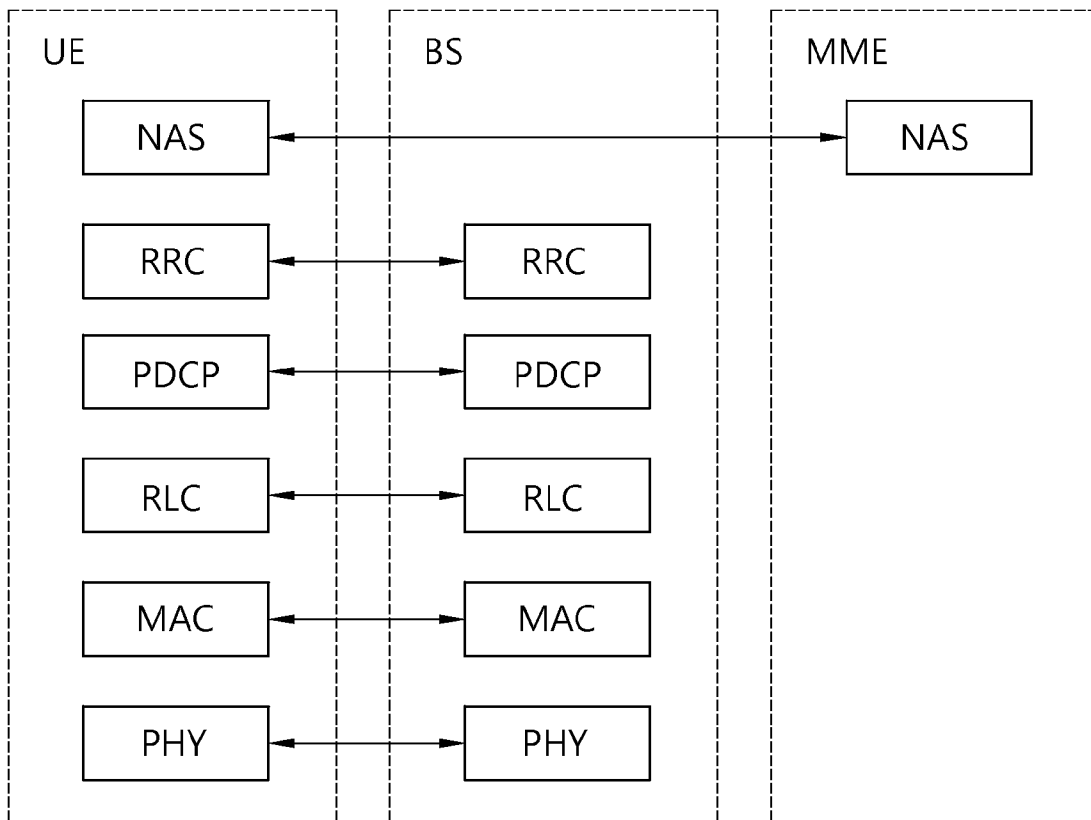 UE BS MME
NAS NAS
RRC RRC
PDCP PDCP
RLC RLC
MAC MAC
PHY PHY